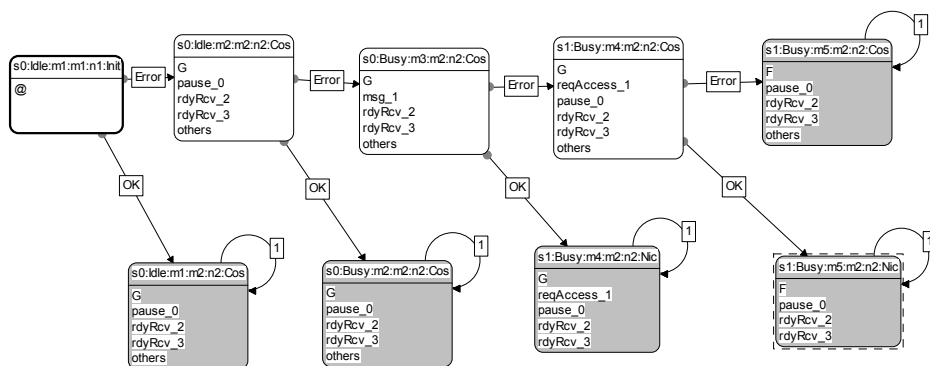 s0:Idle:m1:m1:n1:Init
@
Error
s0:Idle:m2:m2:n2:Cos
G
pause_0
rdyRcv_2
rdyRcv_3
others
Error
s0:Busy:m3:m2:n2:Cos
G
msg_1
rdyRcv_2
rdyRcv_3
others
Error
s1:Busy:m4:m2:n2:Cos
G
reqAccess_1
pause_0
rdyRcv_2
rdyRcv_3
others
Error
s1:Busy:m5:m2:n2:Cos
F
pause_0
rdyRcv_2
rdyRcv_3
others
1
OK
OK
OK
OK
s0:Idle:m1:m2:n2:Cos
G
pause_0
rdyRcv_2
rdyRcv_3
others
1
s0:Busy:m2:m2:n2:Cos
G
pause_0
rdyRcv_2
rdyRcv_3
others
1
s1:Busy:m4:m2:n2:Nic
G
reqAccess_1
pause_0
rdyRcv_2
rdyRcv_3
1
s1:Busy:m5:m2:n2:Nic
F
pause_0
rdyRcv_2
rdyRcv_3
1